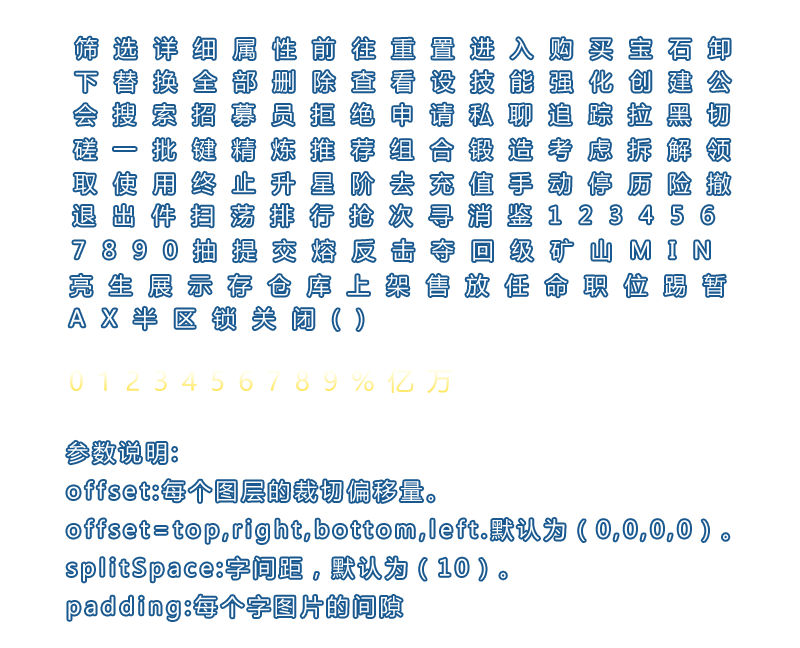 筛选详细属性前往重置进入购买宝石卸
下替换全部删除查看设技能强化创建公
会搜索招募员拒绝申请私聊追踪拉黑切
磋一批键精炼推荐组合锻造考虑拆解领
取使用终止升星阶去充值手动停历险撤
退出件扫荡排行抢次寻消鉴123456
7890抽提交熔反击夺回级矿山MIN
亮生展示存仓库上架售放任命职位踢暂
AX半区锁关闭()
0123456789%亿万
参数说明:
offset:每个图层的裁切偏移量。
offset=top,right,bottom,left.默认为(0,0,0,0)。
splitSpace:字间距,默认为(10)。
padding:每个字图片的间隙